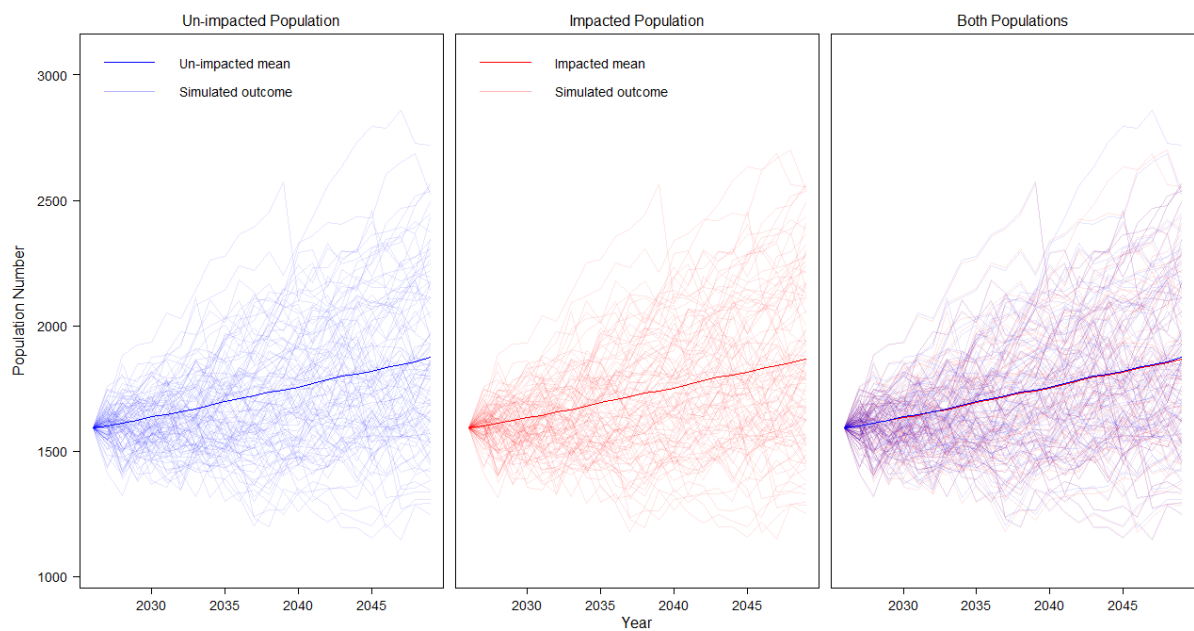 Un-impacted Population
Impacted Population
Both Populations
Un-impacted mean
Simulated outcome
Impacted mean
Simulated outcome
3000
2500
2000
1500
1000
Population Number
2030 2035 2040 2045
2030 2035 2040 2045
2030 2035 2040 2045
Year